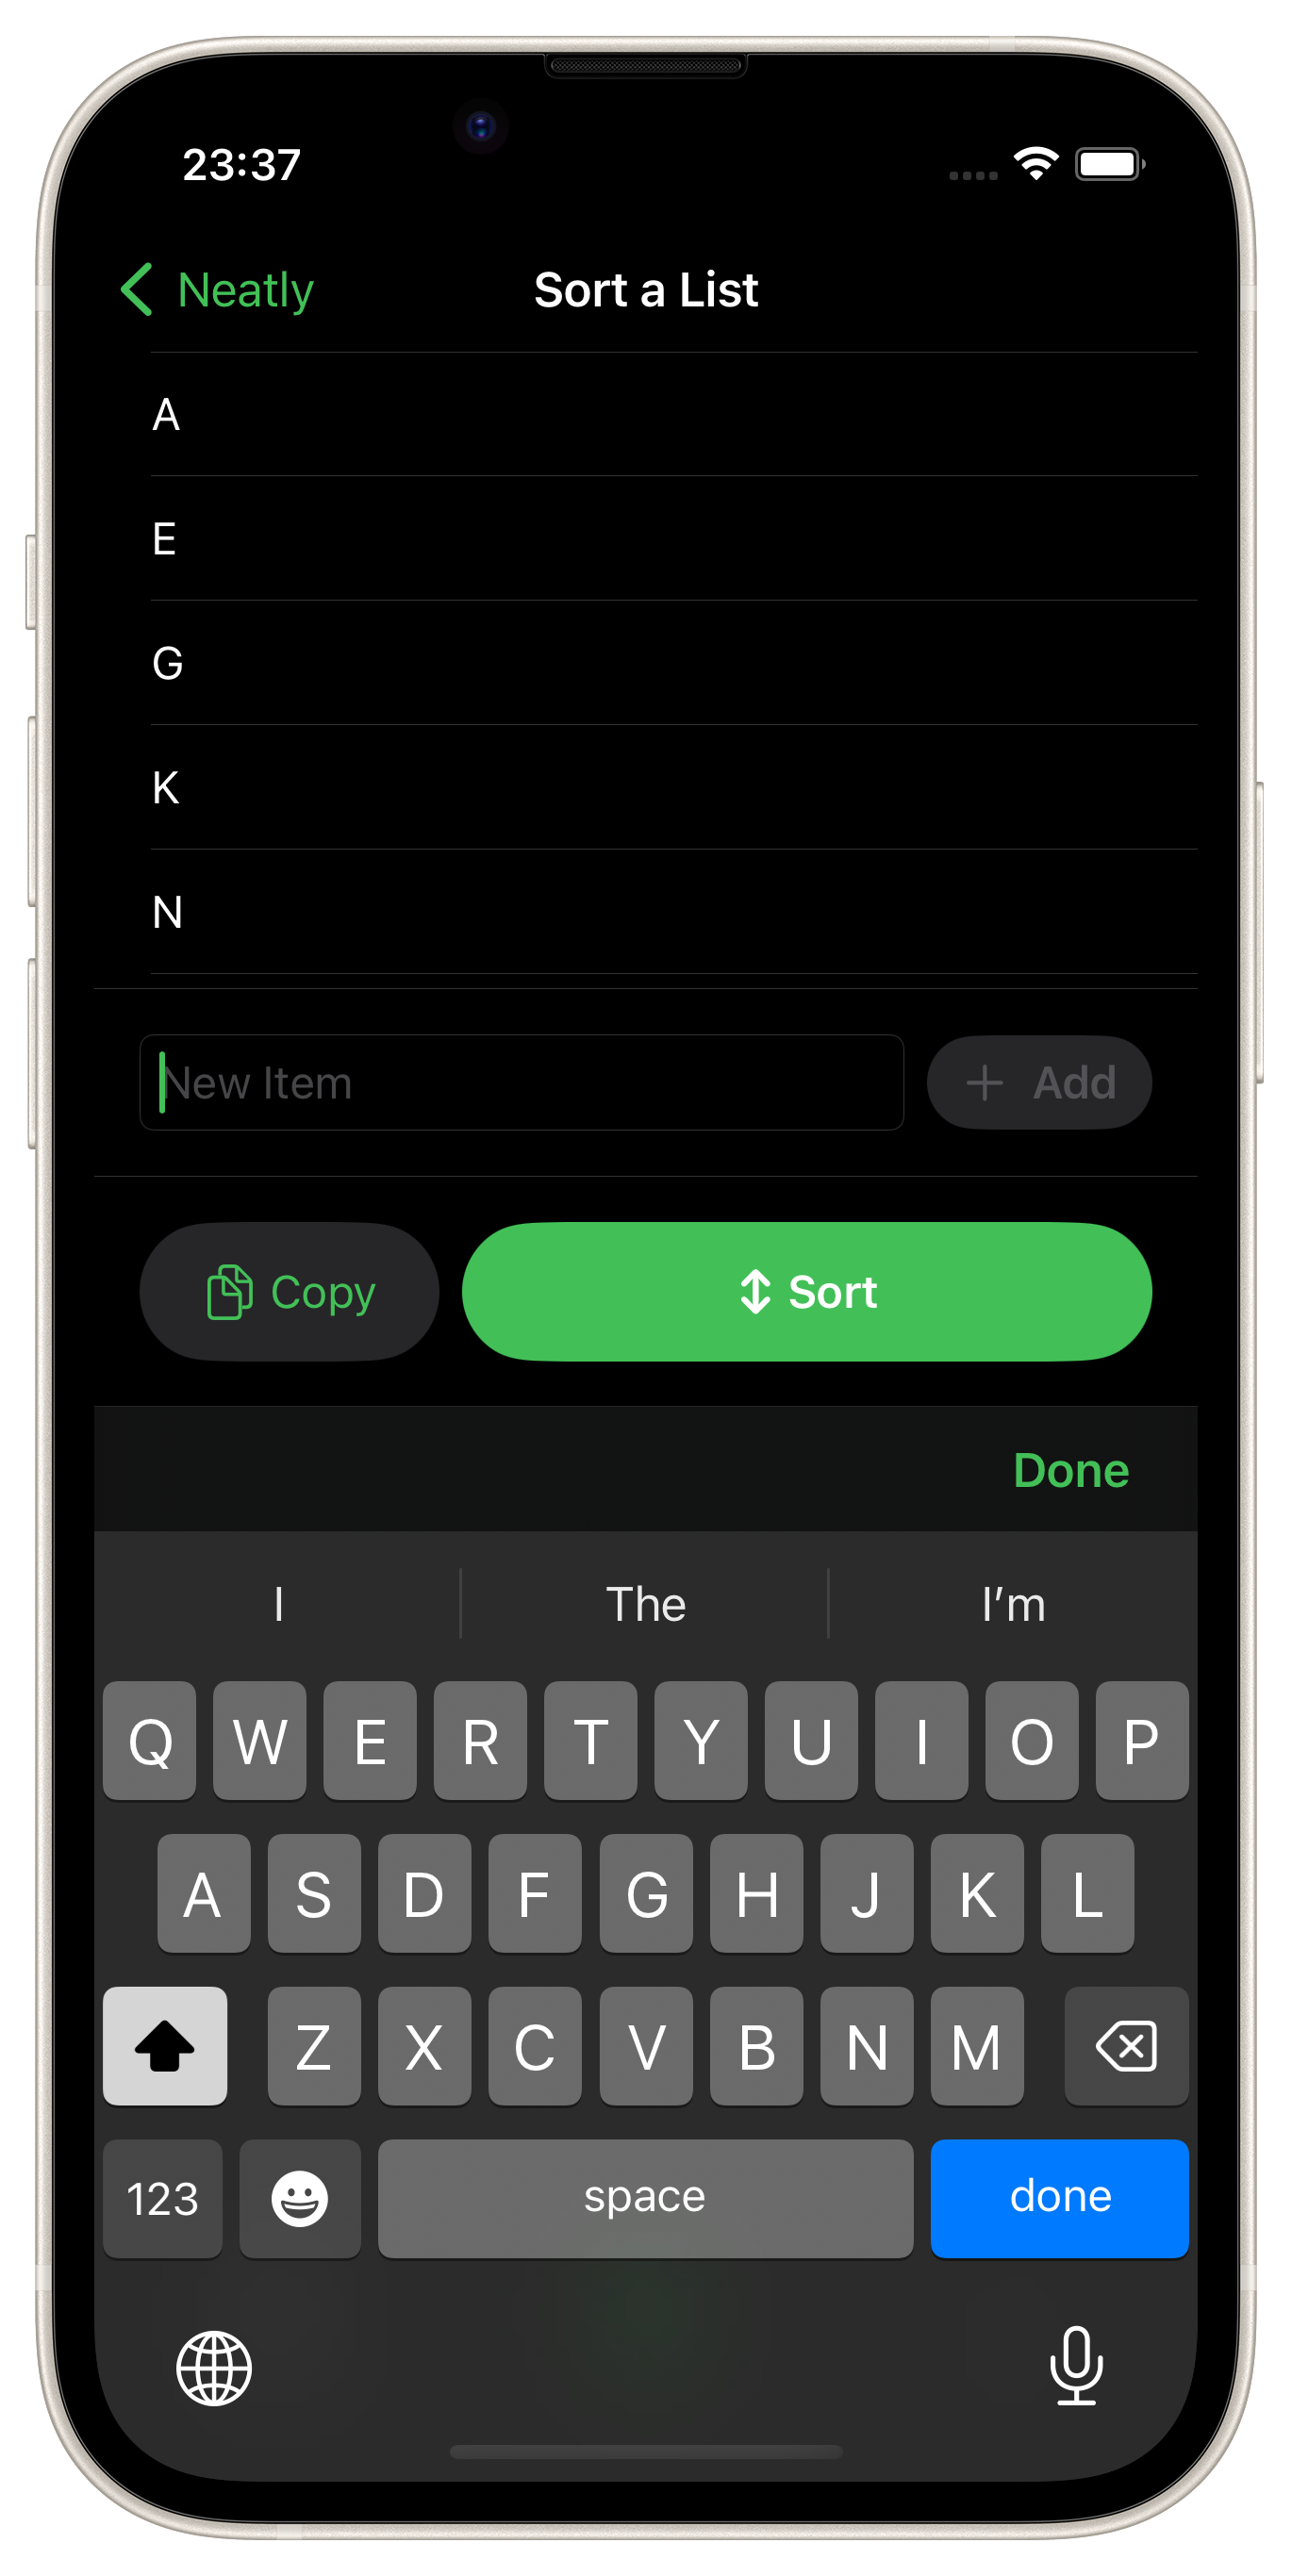 23:37
Neatly
Sort a List
A
E
G
K
N
New Item
+ Add
Copy
Sort
Done
I The I’m
Q W E R T Y U I O P
A S D F G H J K L
Z X C V B N M
123 space done